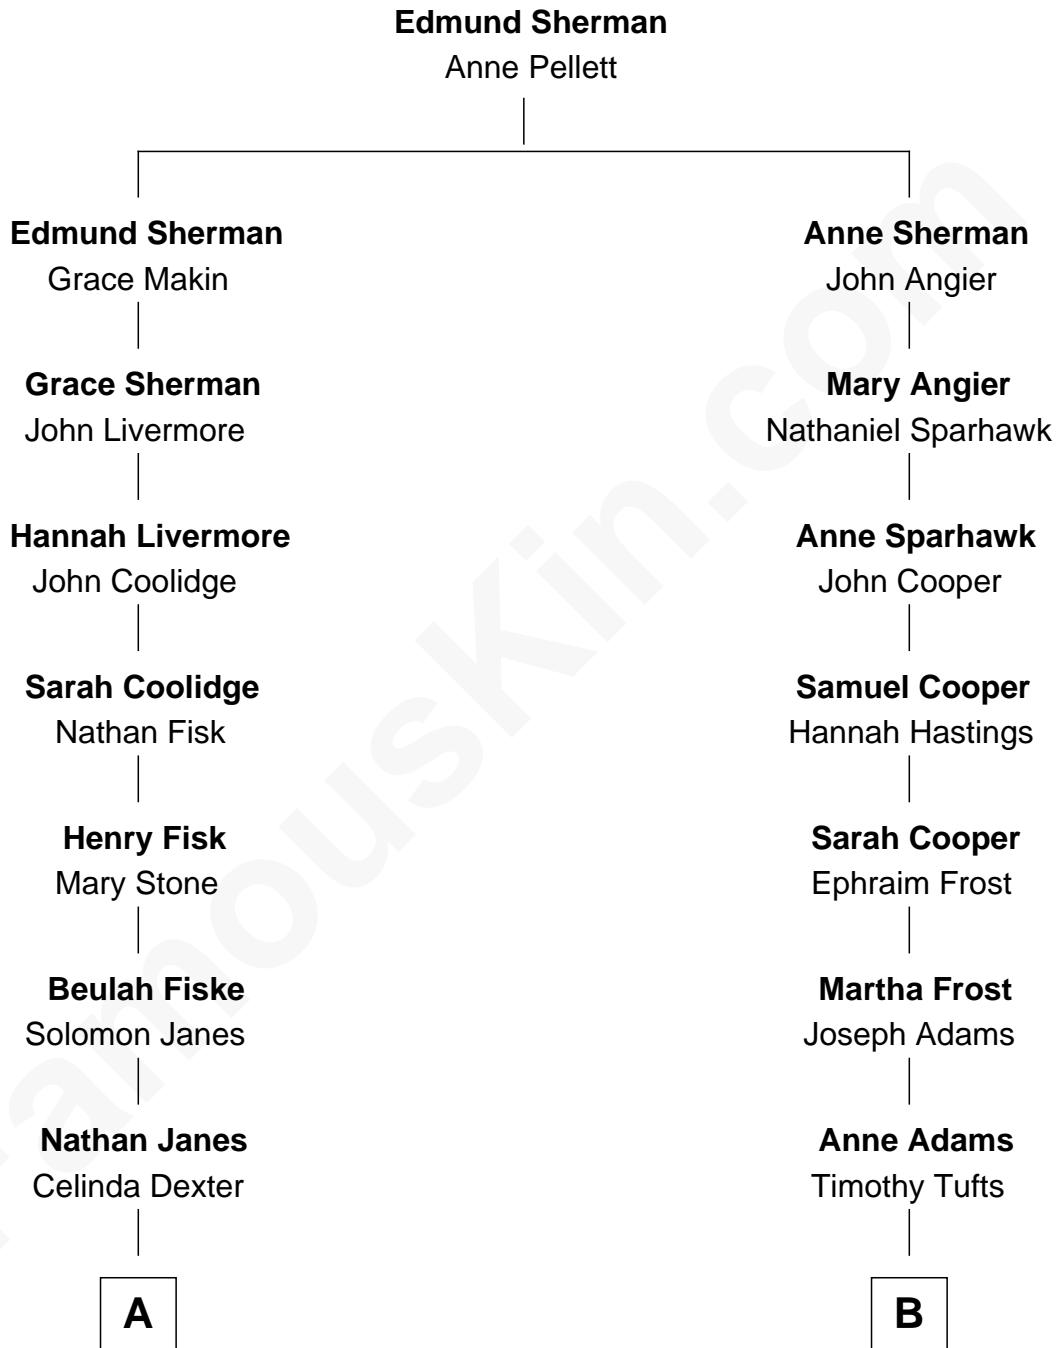 Edmund Sherman
Anne Pellett
Edmund Sherman
Grace Makin
Anne Sherman
John Angier
Grace Sherman
John Livermore
Mary Angier
Nathaniel Sparhawk
Hannah Livermore
John Coolidge
Anne Sparhawk
John Cooper
Sarah Coolidge
Nathan Fisk
Samuel Cooper
Hannah Hastings
Henry Fisk
Mary Stone
Sarah Cooper
Ephraim Frost
Beulah Fiske
Solomon Janes
Martha Frost
Joseph Adams
Nathan Janes
Celinda Dexter
Anne Adams
Timothy Tufts
A
B
FamousKin.com